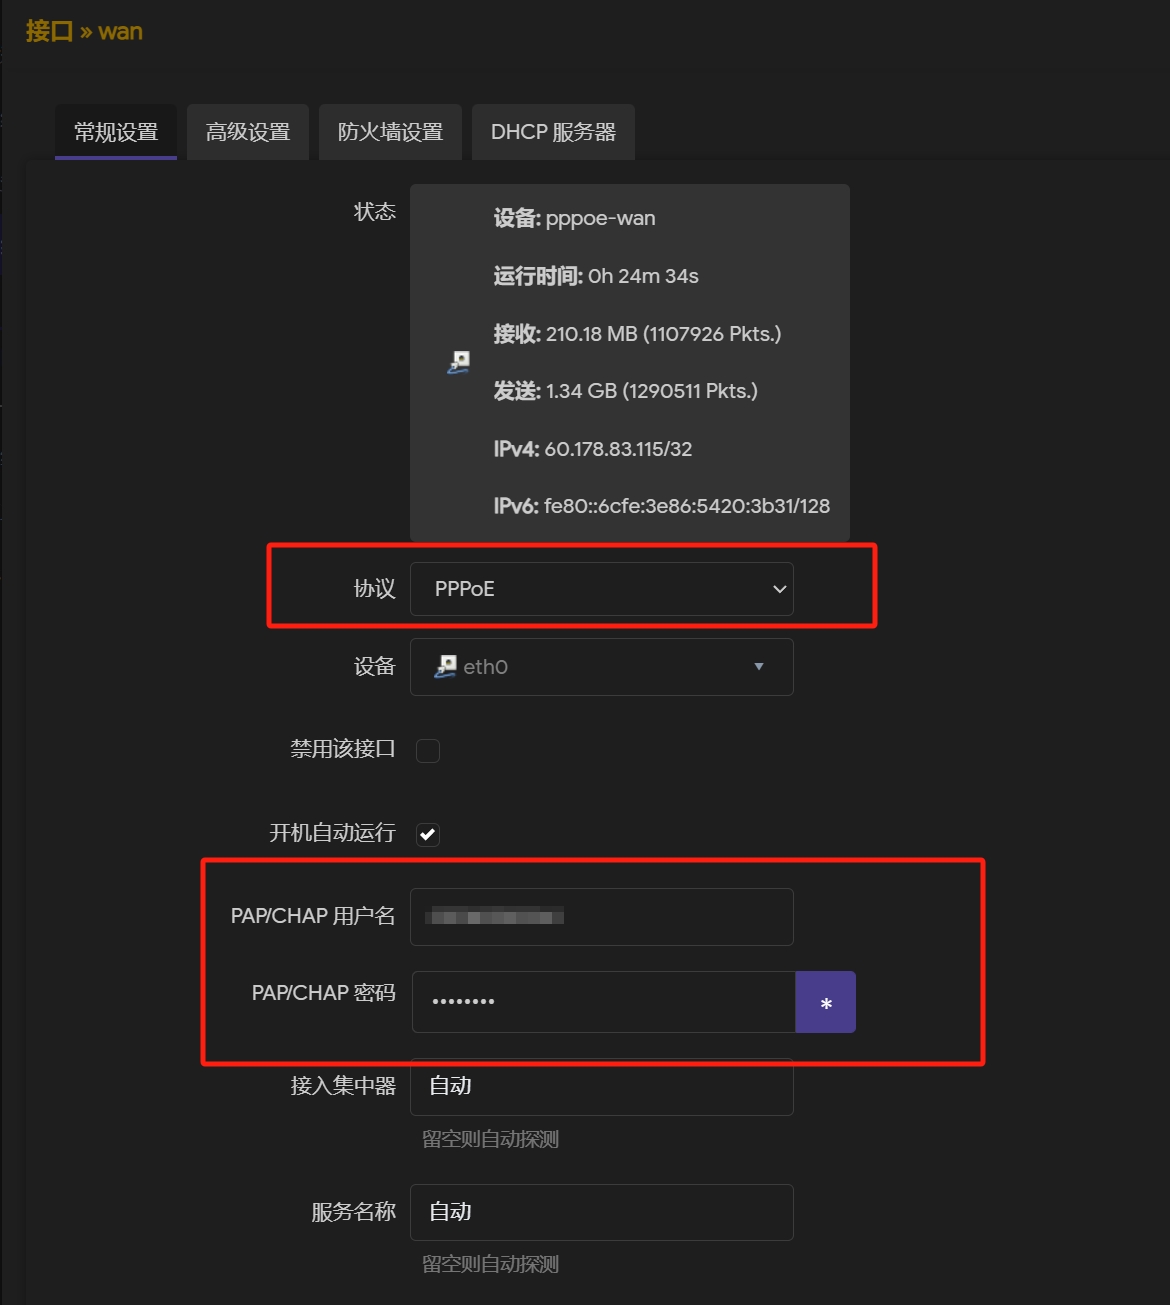 接口 » wan
常规设置 高级设置 防火墙设置 DHCP 服务器
状态
设备: pppoe-wan
运行时间: 0h 24m 34s
接收: 210.18 MB (1107926 Pkts.)
发送: 1.34 GB (1290511 Pkts.)
IPv4: 60.178.83.115/32
IPv6: fe80::6cfe:3e86:5420:3b31/128
协议 PPPoE
设备 eth0
禁用该接口
开机自动运行
PAP/CHAP 用户名
PAP/CHAP 密码 •••••••• *
接入集中器 自动
留空则自动探测
服务名称 自动
留空则自动探测